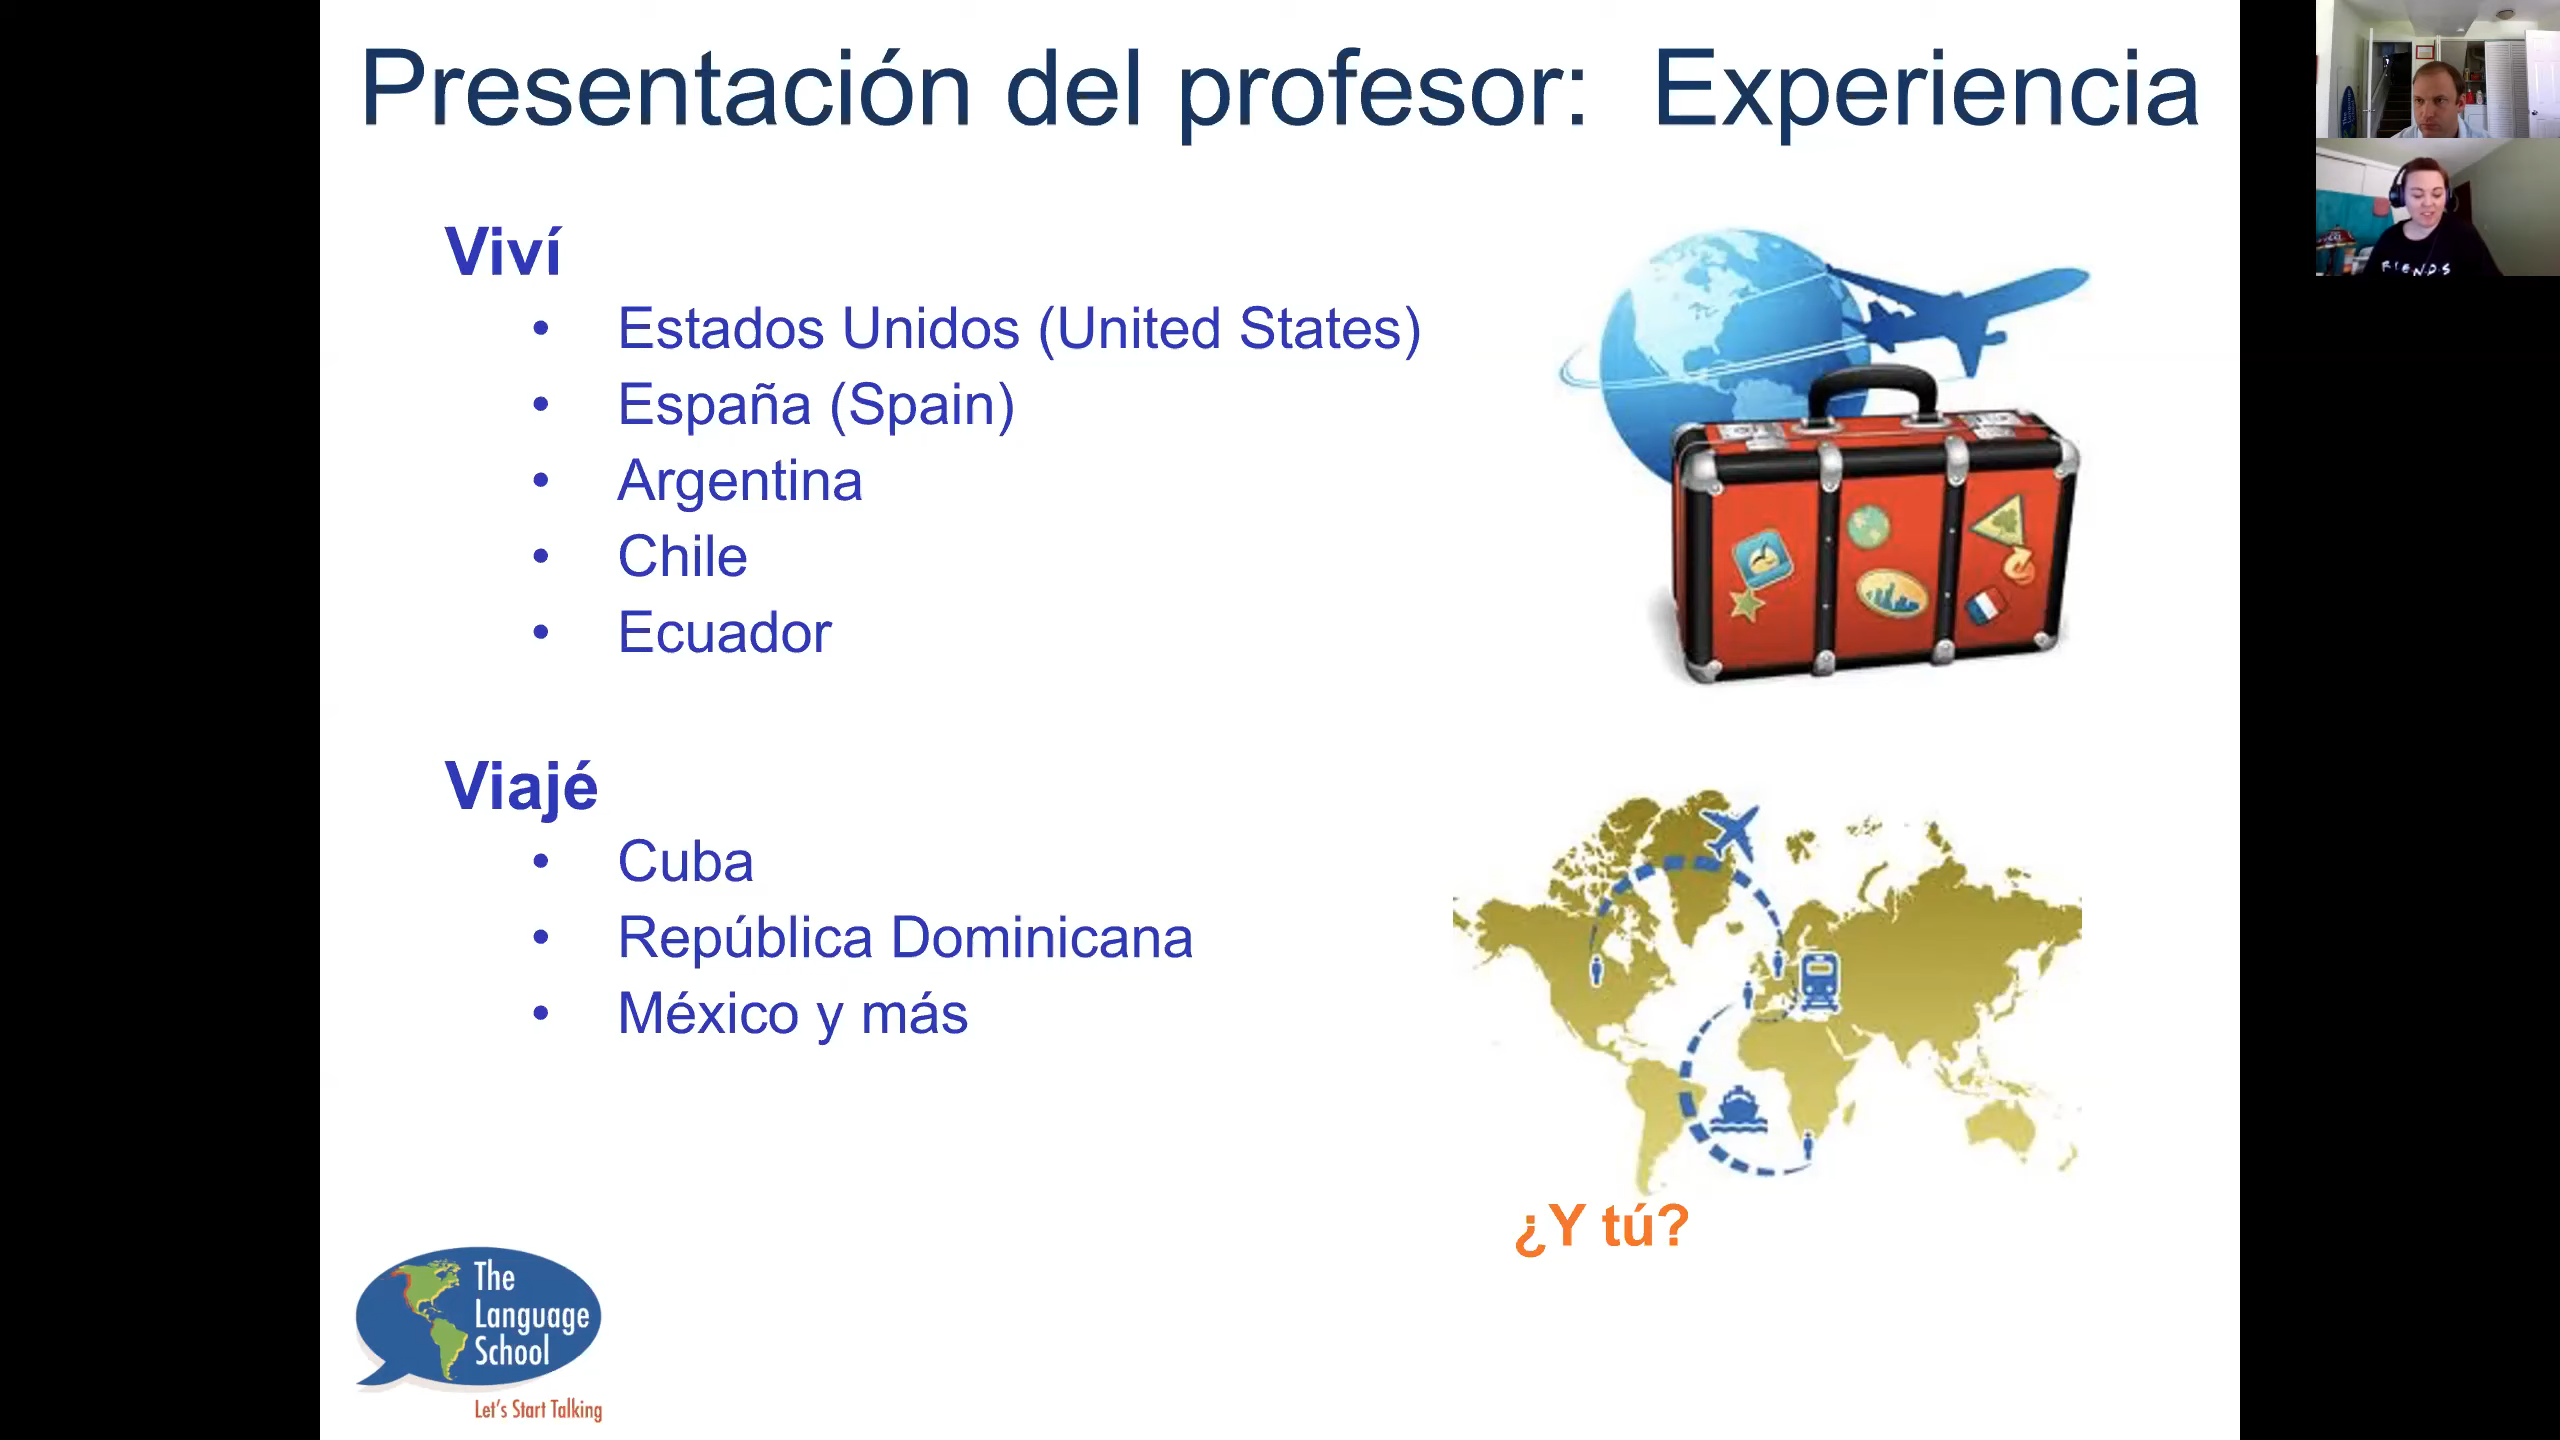 Presentación del profesor: Experiencia
Viví
• Estados Unidos (United States)
• España (Spain)
• Argentina
• Chile
• Ecuador
Viajé
• Cuba
• República Dominicana
• México y más
¿Y tú?
The
Language
School
Let's Start Talking
F R I E N D S